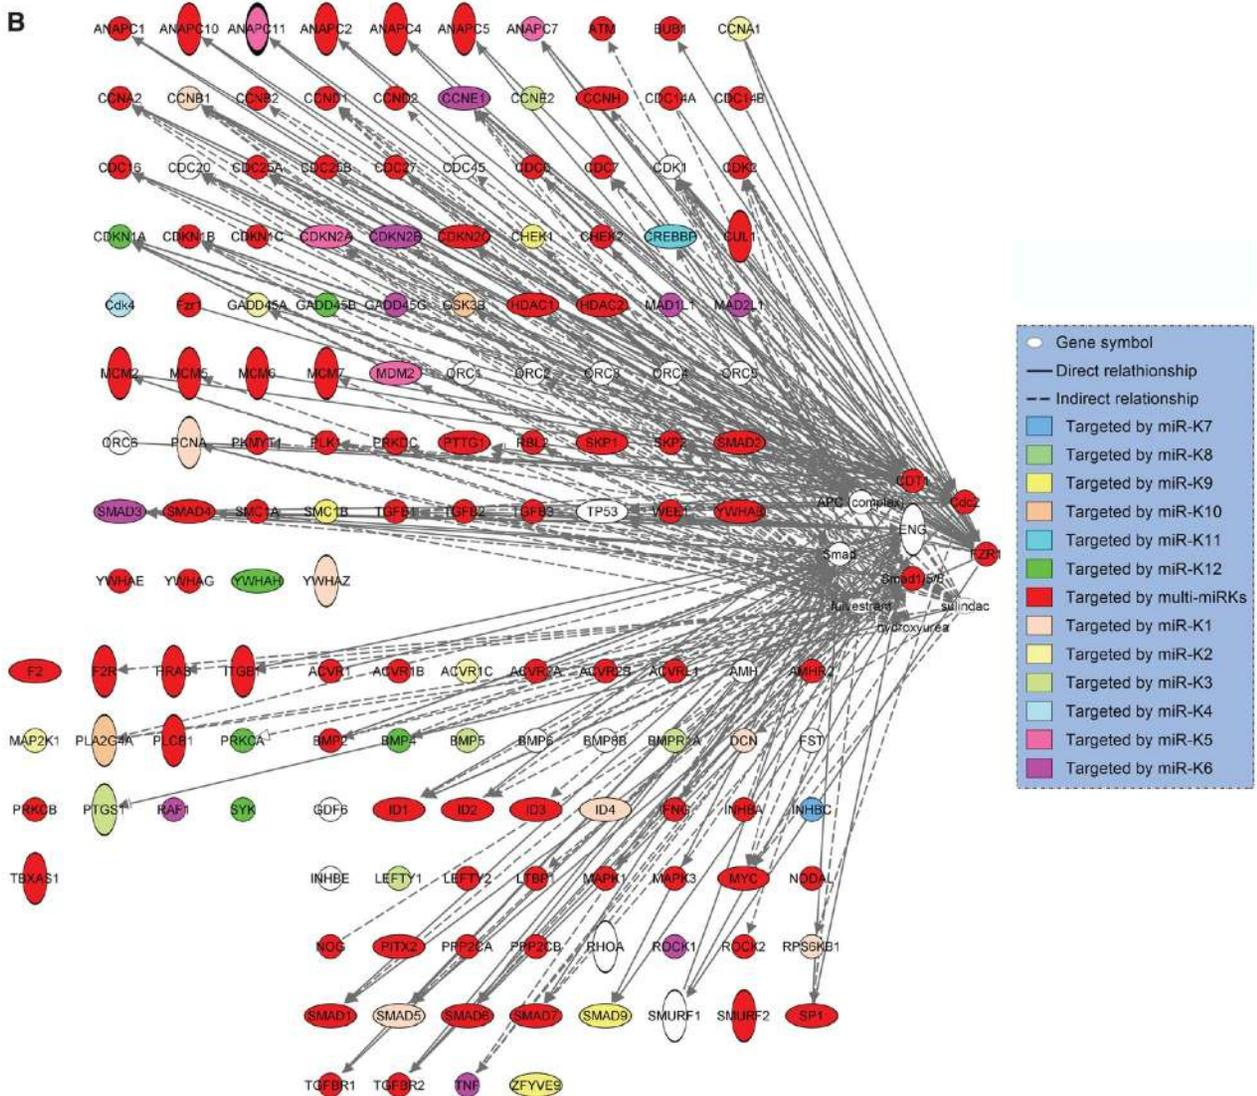 B
ANAPC1 ANAPC10 ANAPC11 ANAPC2 ANAPC4 ANAPC5 ANAPC7 ATM BUB1 CCNA1
CCNA2 CCNB1 CCNB2 CCND1 CCND2 CCNE1 CCNE2 CCNH CDC14A CDC14B
CDC16 CDC20 CDC25A CDC25B CDC27 CDC45 CDC6 CDC7 CDK1 CDK2
CDKN1A CDKN1B CDKN1C CDKN2A CDKN2B CDKN2C CHEK1 CHEK2 CREBBP CUL1
Cdk4 Fzr1 GADD45A GADD45B GADD45G GSK3B HDAC1 HDAC2 MAD1L1 MAD2L1
MCM2 MCM5 MCM6 MCM7 MDM2 ORC1 ORC2 ORC3 ORC4 ORC5
ORC6 PCNA PKMYT1 PLK1 PRKDC PTTG1 RBL2 SKP1 SKP2 SMAD2
CDT1
APC (complex) Cdc2
SMAD3 SMAD4 SMC1A SMC1B TGFB1 TGFB2 TGFB3 TP53 WEE1 YWHAB
ENG
Smad FZR1
YWHAE YWHAG YWHAH YWHAZ Smad1/5/8
fulvestrant sulindac
hydroxyurea
F2 F2R HRAS ITGB1 ACVR1 ACVR1B ACVR1C ACVR2A ACVR2B ACVRL1 AMH AMHR2
MAP2K1 PLA2G4A PLCB1 PRKCA BMP2 BMP4 BMP5 BMP6 BMP8B BMPR1A DCN FST
PRKCB PTGS1 RAF1 SYK GDF6 ID1 ID2 ID3 ID4 IFNG INHBA INHBC
TBXAS1 INHBE LEFTY1 LEFTY2 LTBP1 MAPK1 MAPK3 MYC NODAL
NOG PITX2 PPP2CA PPP2CB RHOA ROCK1 ROCK2 RPS6KB1
SMAD1 SMAD5 SMAD6 SMAD7 SMAD9 SMURF1 SMURF2 SP1
TGFBR1 TGFBR2 TNF ZFYVE9
Gene symbol
Direct relathionship
Indirect relationship
Targeted by miR-K7
Targeted by miR-K8
Targeted by miR-K9
Targeted by miR-K10
Targeted by miR-K11
Targeted by miR-K12
Targeted by multi-miRKs
Targeted by miR-K1
Targeted by miR-K2
Targeted by miR-K3
Targeted by miR-K4
Targeted by miR-K5
Targeted by miR-K6